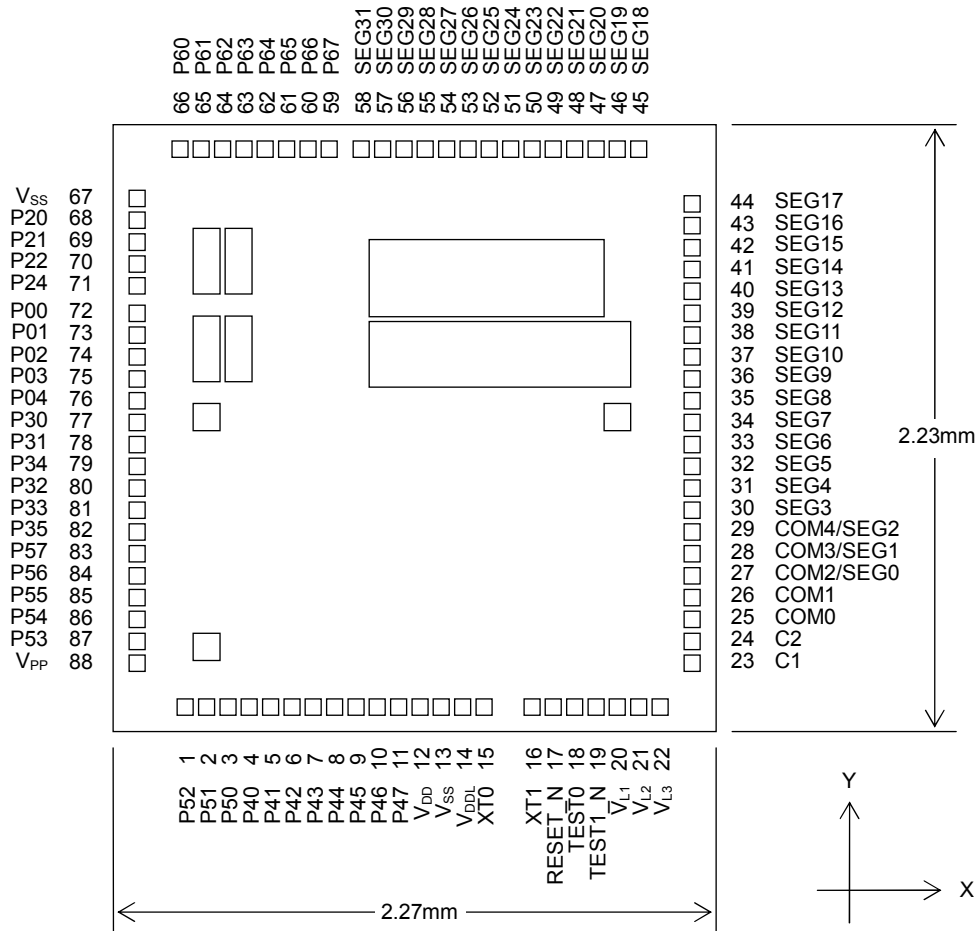 66 P60
65 P61
64 P62
63 P63
62 P64
61 P65
60 P66
59 P67
58 SEG31
57 SEG30
56 SEG29
55 SEG28
54 SEG27
53 SEG26
52 SEG25
51 SEG24
50 SEG23
49 SEG22
48 SEG21
47 SEG20
46 SEG19
45 SEG18
VSS 67
P20 68
P21 69
P22 70
P24 71
P00 72
P01 73
P02 74
P03 75
P04 76
P30 77
P31 78
P34 79
P32 80
P33 81
P35 82
P57 83
P56 84
P55 85
P54 86
P53 87
VPP 88
44 SEG17
43 SEG16
42 SEG15
41 SEG14
40 SEG13
39 SEG12
38 SEG11
37 SEG10
36 SEG9
35 SEG8
34 SEG7
33 SEG6
32 SEG5
31 SEG4
30 SEG3
29 COM4/SEG2
28 COM3/SEG1
27 COM2/SEG0
26 COM1
25 COM0
24 C2
23 C1
2.23mm
P52 1
P51 2
P50 3
P40 4
P41 5
P42 6
P43 7
P44 8
P45 9
P46 10
P47 11
VDD 12
VSS 13
VDDL 14
XT0 15
XT1 16
RESET_N 17
TEST0 18
TEST1_N 19
VL1 20
VL2 21
VL3 22
2.27mm
Y
X